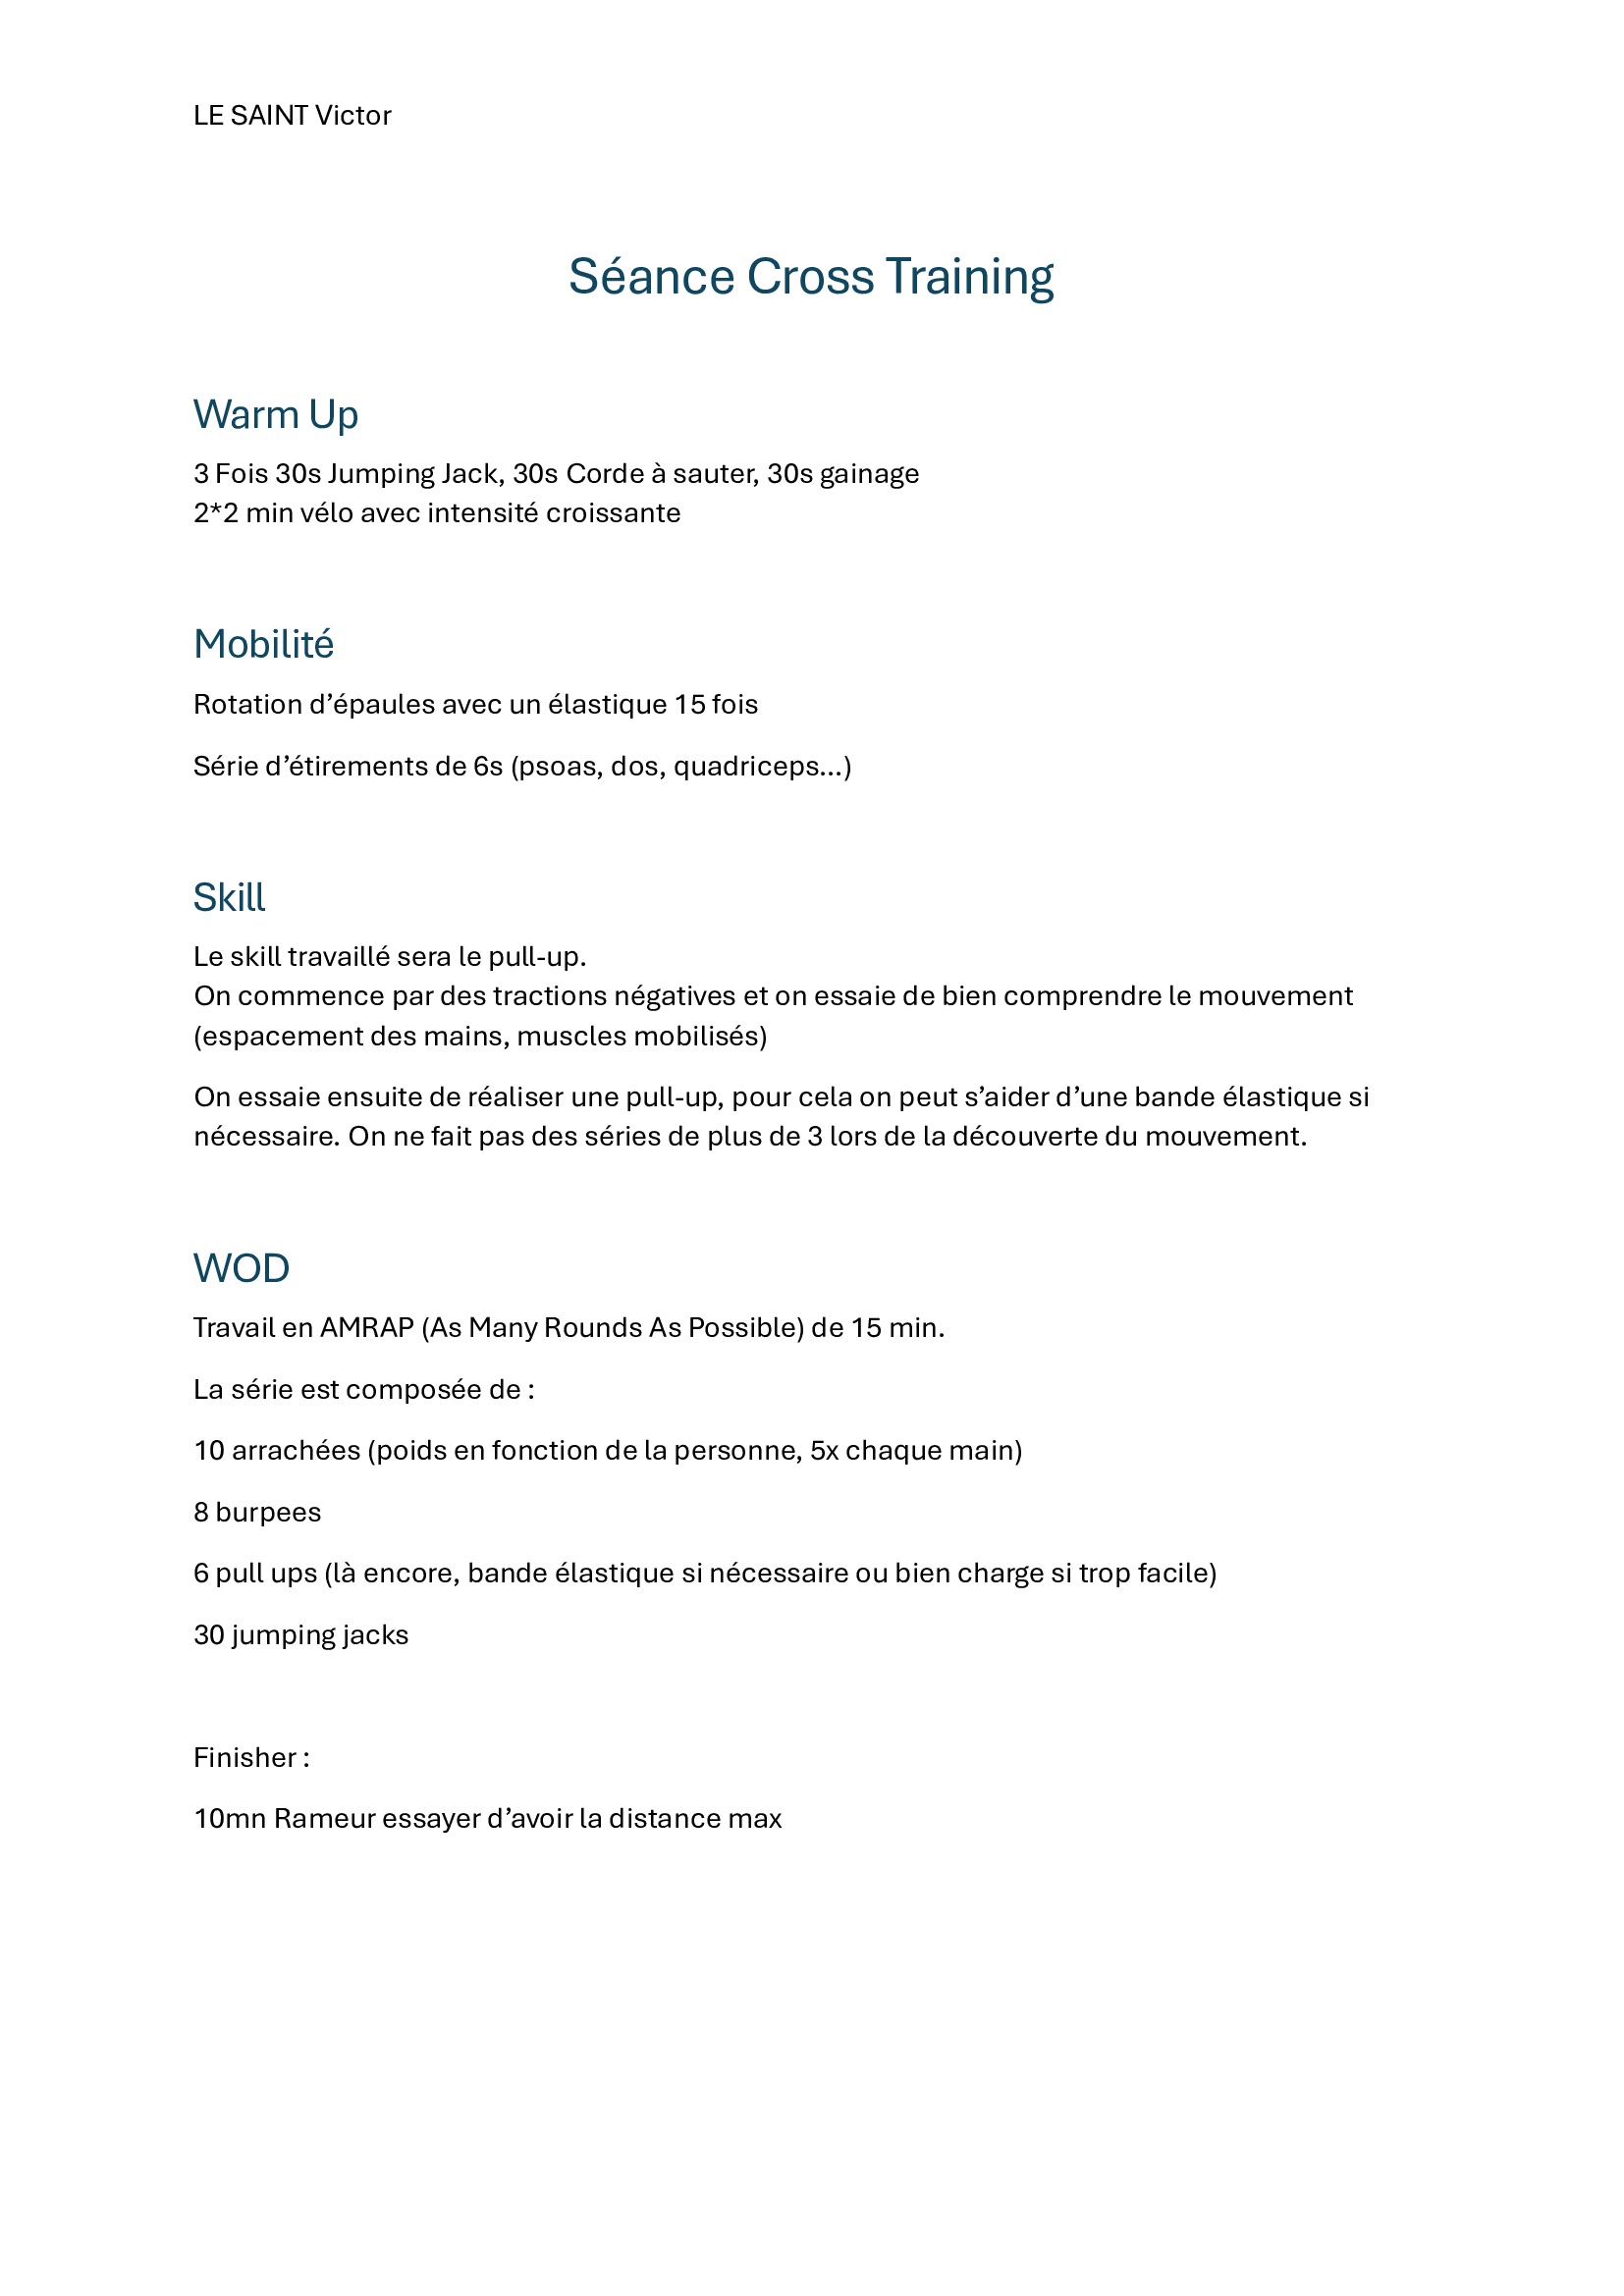 LE SAINT Victor
Séance Cross Training
Warm Up
3 Fois 30s Jumping Jack, 30s Corde à sauter, 30s gainage
2*2 min vélo avec intensité croissante
Mobilité
Rotation d’épaules avec un élastique 15 fois
Série d’étirements de 6s (psoas, dos, quadriceps…)
Skill
Le skill travaillé sera le pull-up.
On commence par des tractions négatives et on essaie de bien comprendre le mouvement
(espacement des mains, muscles mobilisés)
On essaie ensuite de réaliser une pull-up, pour cela on peut s’aider d’une bande élastique si
nécessaire. On ne fait pas des séries de plus de 3 lors de la découverte du mouvement.
WOD
Travail en AMRAP (As Many Rounds As Possible) de 15 min.
La série est composée de :
10 arrachées (poids en fonction de la personne, 5x chaque main)
8 burpees
6 pull ups (là encore, bande élastique si nécessaire ou bien charge si trop facile)
30 jumping jacks
Finisher :
10mn Rameur essayer d’avoir la distance max